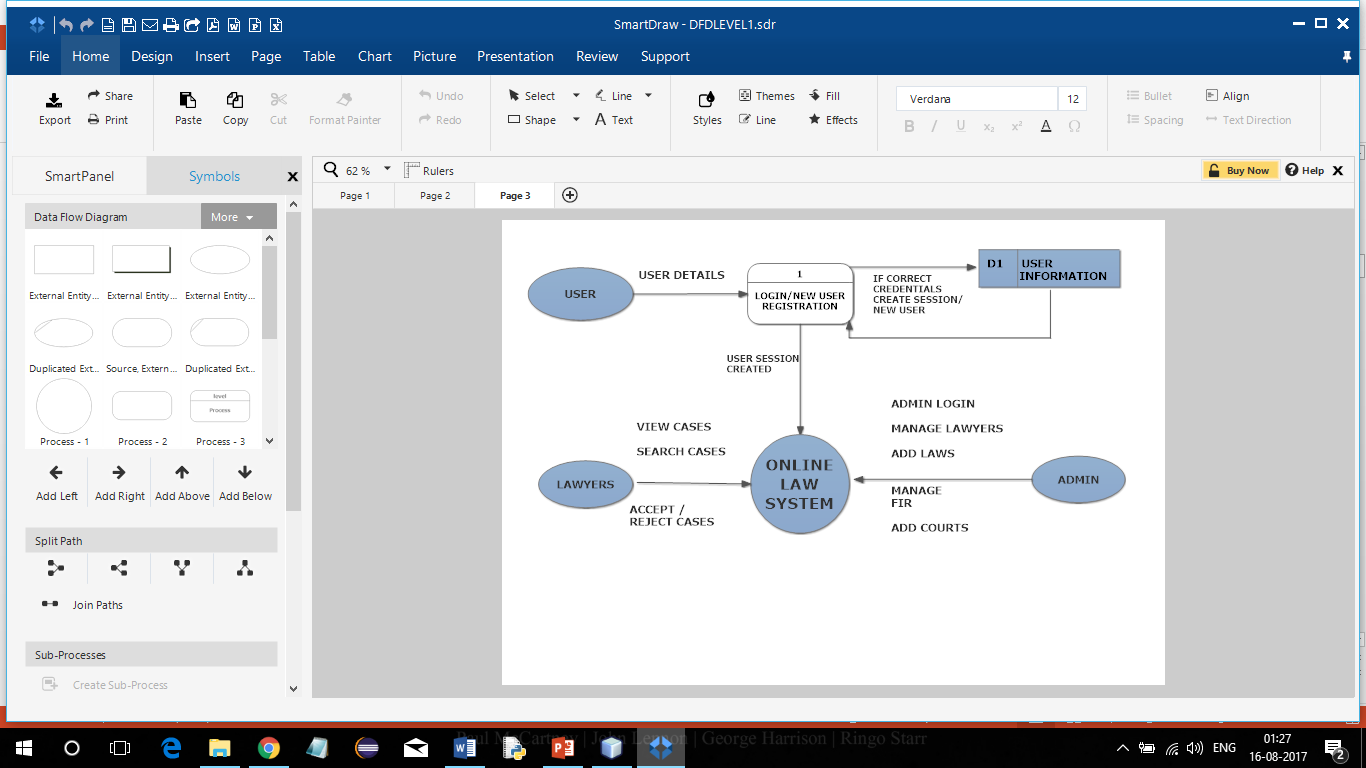 SmartDraw - DFDLEVEL1.sdr
File Home Design Insert Page Table Chart Picture Presentation Review Support
Export
Share
Print
Paste
Copy
Cut
Format Painter
Undo
Redo
Select
Shape
Line
Text
Styles
Themes
Line
Fill
Effects
Verdana 12
B I U x₂ x² A Ω
Bullet
Spacing
Align
Text Direction
SmartPanel Symbols X
62 % Rulers
Buy Now Help X
Page 1 Page 2 Page 3
Data Flow Diagram More
External Entity... External Entity... External Entity...
Duplicated Ext... Source, Extern... Duplicated Ext...
level
Process
Process - 1 Process - 2 Process - 3
Add Left Add Right Add Above Add Below
Split Path
Join Paths
Sub-Processes
Create Sub-Process
USER
USER DETAILS
1
LOGIN/NEW USER
REGISTRATION
IF CORRECT
CREDENTIALS
CREATE SESSION/
NEW USER
D1 USER
INFORMATION
USER SESSION
CREATED
VIEW CASES
SEARCH CASES
LAWYERS
ACCEPT /
REJECT CASES
ONLINE
LAW
SYSTEM
ADMIN LOGIN
MANAGE LAWYERS
ADD LAWS
ADMIN
MANAGE
FIR
ADD COURTS
Paul McCartney | John Lennon | George Harrison | Ringo Starr
ENG
01:27
16-08-2017
2